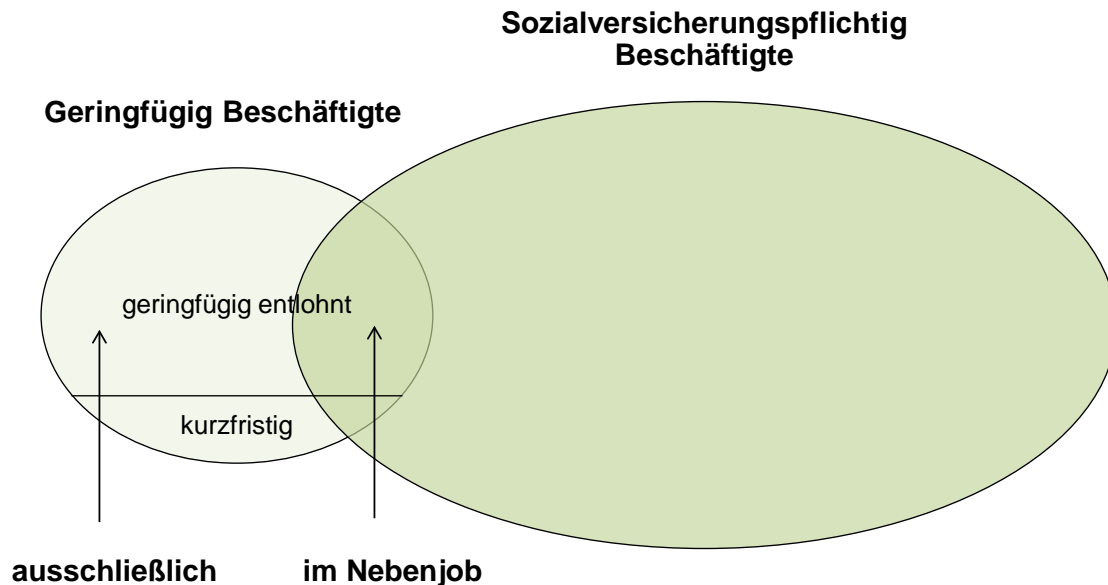 Sozialversicherungspflichtig
Beschäftigte
Geringfügig Beschäftigte
geringfügig entlohnt
kurzfristig
ausschließlich
im Nebenjob